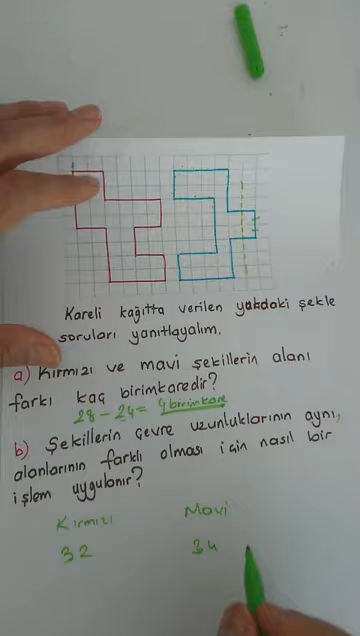 Kareli kağıtta verilen yandaki şekle
soruları yanıtlayalım.
a) Kırmızı ve mavi şekillerin alanı
farkı kaç birimkaredir?
28 - 24 = 4 birimkare
b) Şekillerin çevre uzunluklarının aynı,
alanlarının farklı olması için nasıl bir
işlem uygulanır?
Kırmızı Mavi
32 34